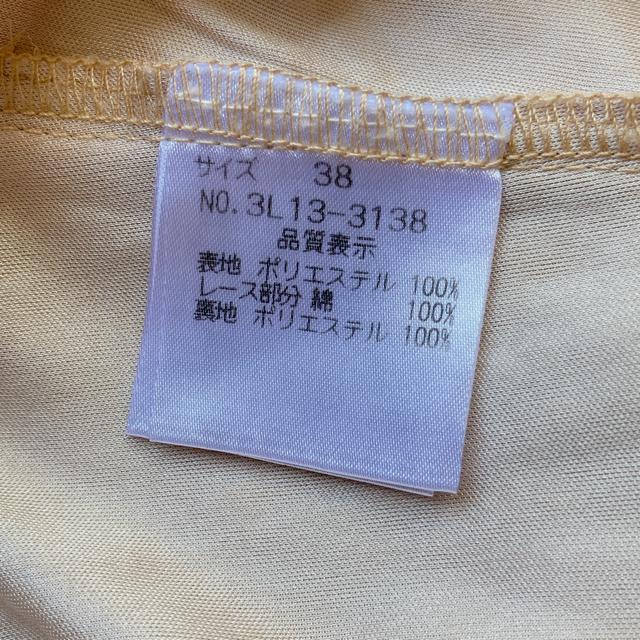 サイズ 38
NO.3L13-3138
品質表示
表地 ポリエステル 100%
レース部分 綿 100%
裏地 ポリエステル 100%